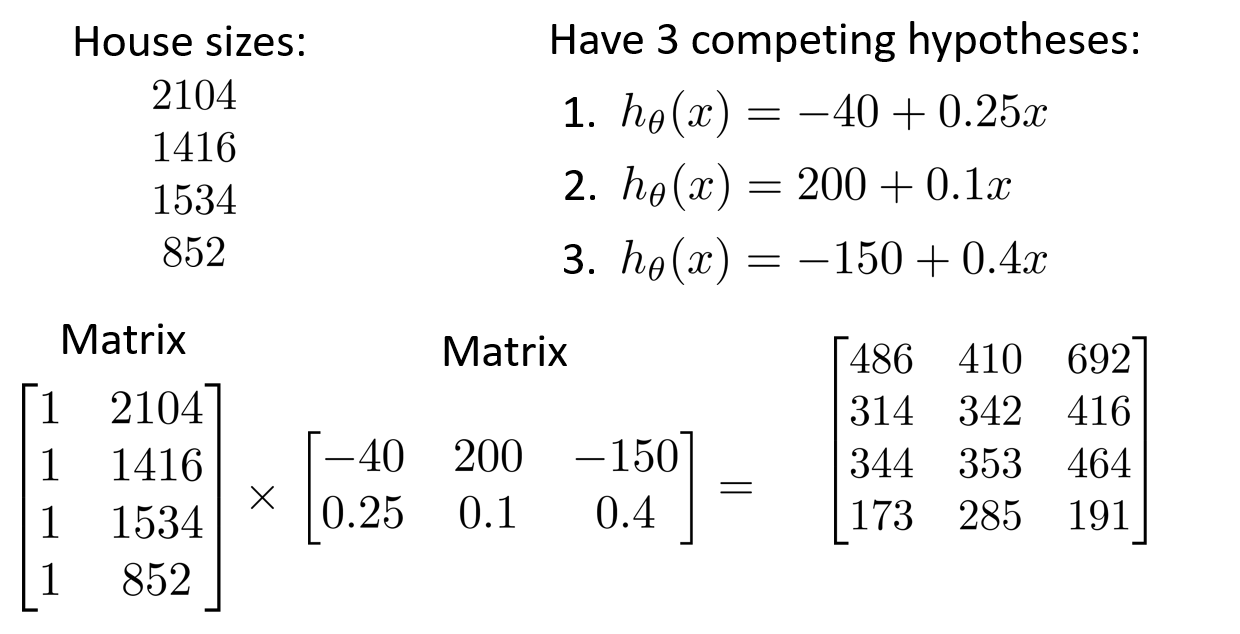 House sizes:
2104
1416
1534
852
Have 3 competing hypotheses:
1. hθ(x) = −40 + 0.25x
2. hθ(x) = 200 + 0.1x
3. hθ(x) = −150 + 0.4x
Matrix
1 2104
1 1416
1 1534
1 852
×
Matrix
−40 200 −150
0.25 0.1 0.4
=
486 410 692
314 342 416
344 353 464
173 285 191